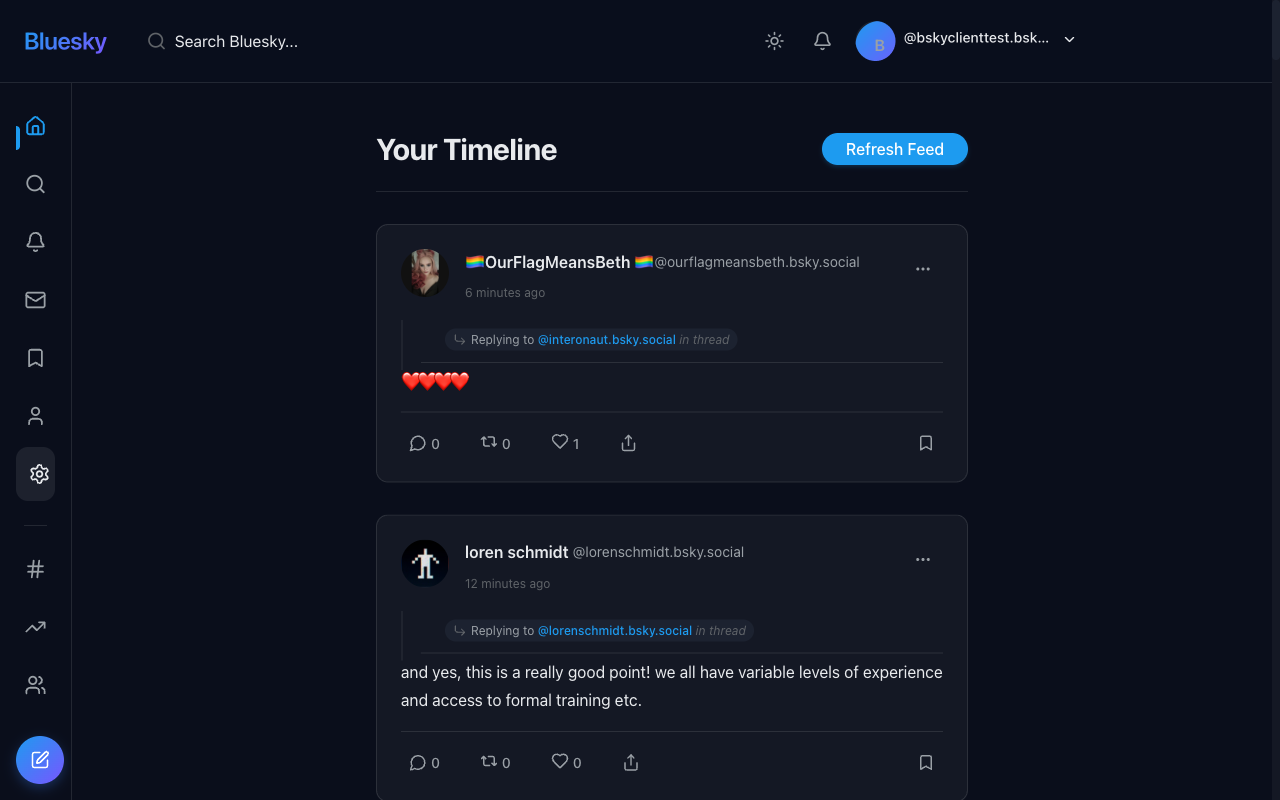 Bluesky
Search Bluesky...
B
@bskyclienttest.bsk...
Your Timeline
Refresh Feed
🏳️‍🌈OurFlagMeansBeth 🏳️‍🌈@ourflagmeansbeth.bsky.social
6 minutes ago
Replying to @interonaut.bsky.social in thread
❤️❤️❤️❤️
0 0 1
loren schmidt @lorenschmidt.bsky.social
12 minutes ago
Replying to @lorenschmidt.bsky.social in thread
and yes, this is a really good point! we all have variable levels of experience
and access to formal training etc.
0 0 0